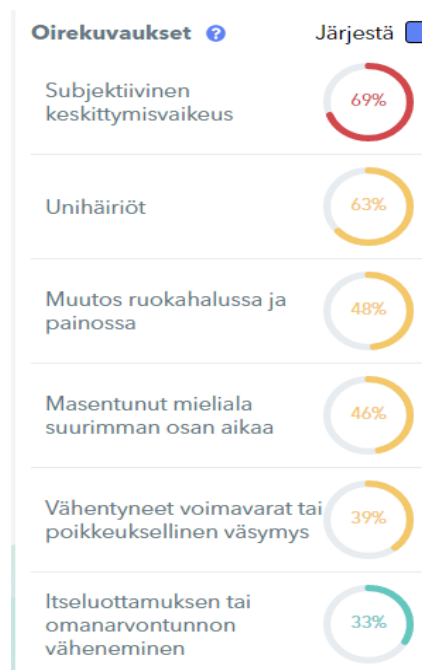 Oirekuvaukset ?
Järjestä
Subjektiivinen
keskittymisvaikeus
69%
Unihäiriöt
63%
Muutos ruokahalussa ja
painossa
48%
Masentunut mieliala
suurimman osan aikaa
46%
Vähentyneet voimavarat tai
poikkeuksellinen väsymys
39%
Itseluottamuksen tai
omanarvontunnon
väheneminen
33%